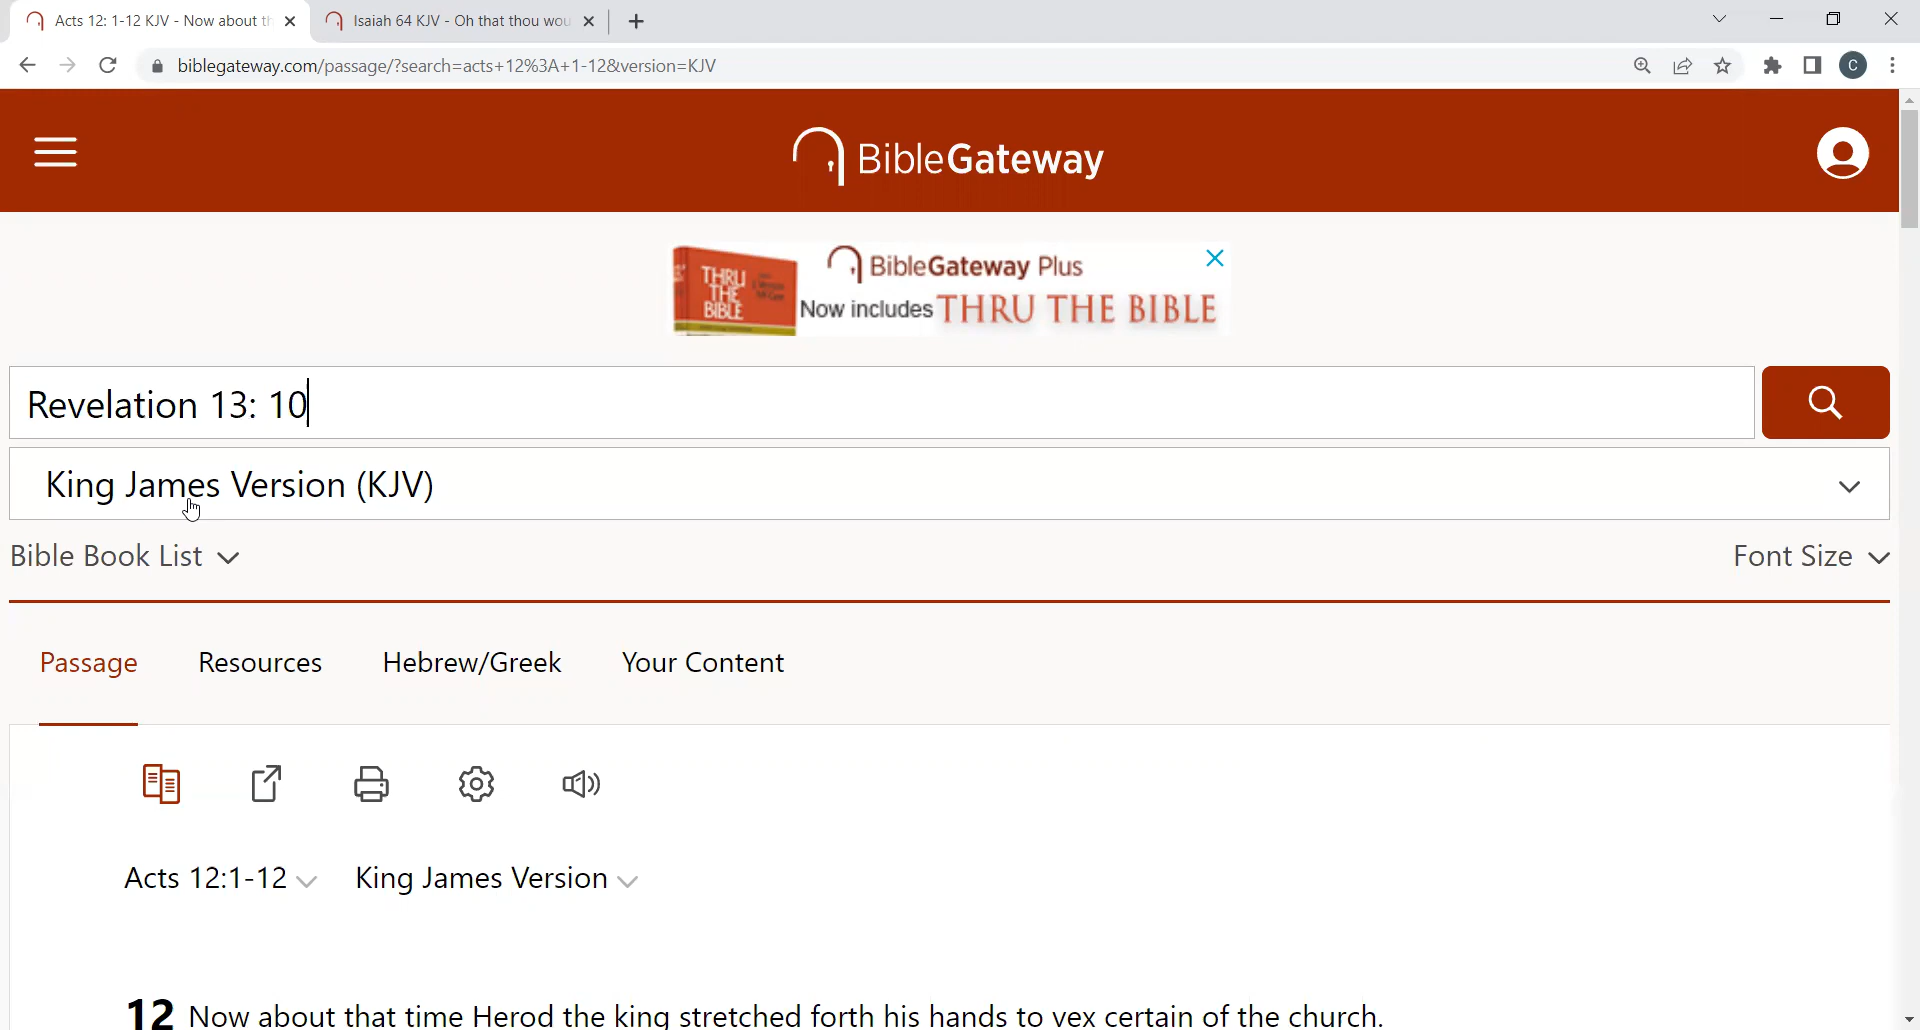 Acts 12: 1-12 KJV - Now about th
Isaiah 64 KJV - Oh that thou wou
biblegateway.com/passage/?search=acts+12%3A+1-12&version=KJV
C
BibleGateway
THRU THE BIBLE
BibleGateway Plus
Now includes THRU THE BIBLE
Revelation 13: 10
King James Version (KJV)
Bible Book List
Font Size
Passage Resources Hebrew/Greek Your Content
Acts 12:1-12 King James Version
12 Now about that time Herod the king stretched forth his hands to vex certain of the church.